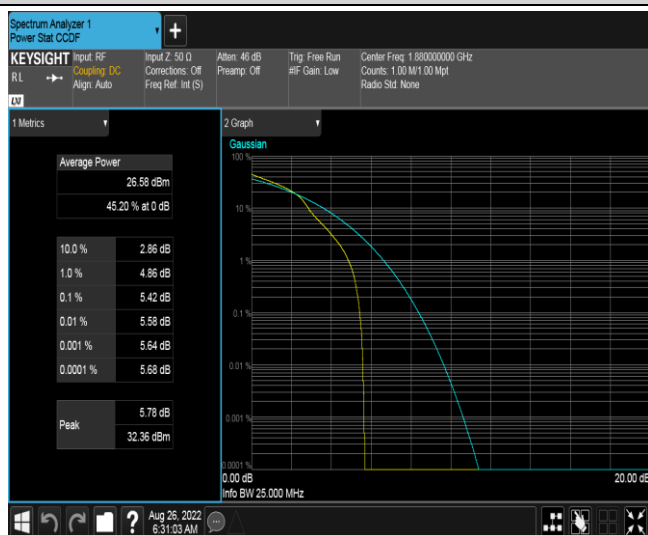 Spectrum Analyzer 1
Power Stat CCDF
KEYSIGHT
RL
LXI
Input: RF
Coupling: DC
Align: Auto
Input Z: 50 Ω
Corrections: Off
Freq Ref: Int (S)
Atten: 46 dB
Preamp: Off
Trig: Free Run
#IF Gain: Low
Center Freq: 1.880000000 GHz
Counts: 1.00 M/1.00 Mpt
Radio Std: None
1 Metrics
Average Power
26.58 dBm
45.20 % at 0 dB
10.0 % 2.86 dB
1.0 % 4.86 dB
0.1 % 5.42 dB
0.01 % 5.58 dB
0.001 % 5.64 dB
0.0001 % 5.68 dB
Peak
5.78 dB
32.36 dBm
2 Graph
Gaussian
100 %
10 %
1 %
0.1 %
0.01 %
0.001 %
0.0001 %
0.00 dB
20.00 dB
Info BW 25.000 MHz
?
Aug 26, 2022
6:31:03 AM